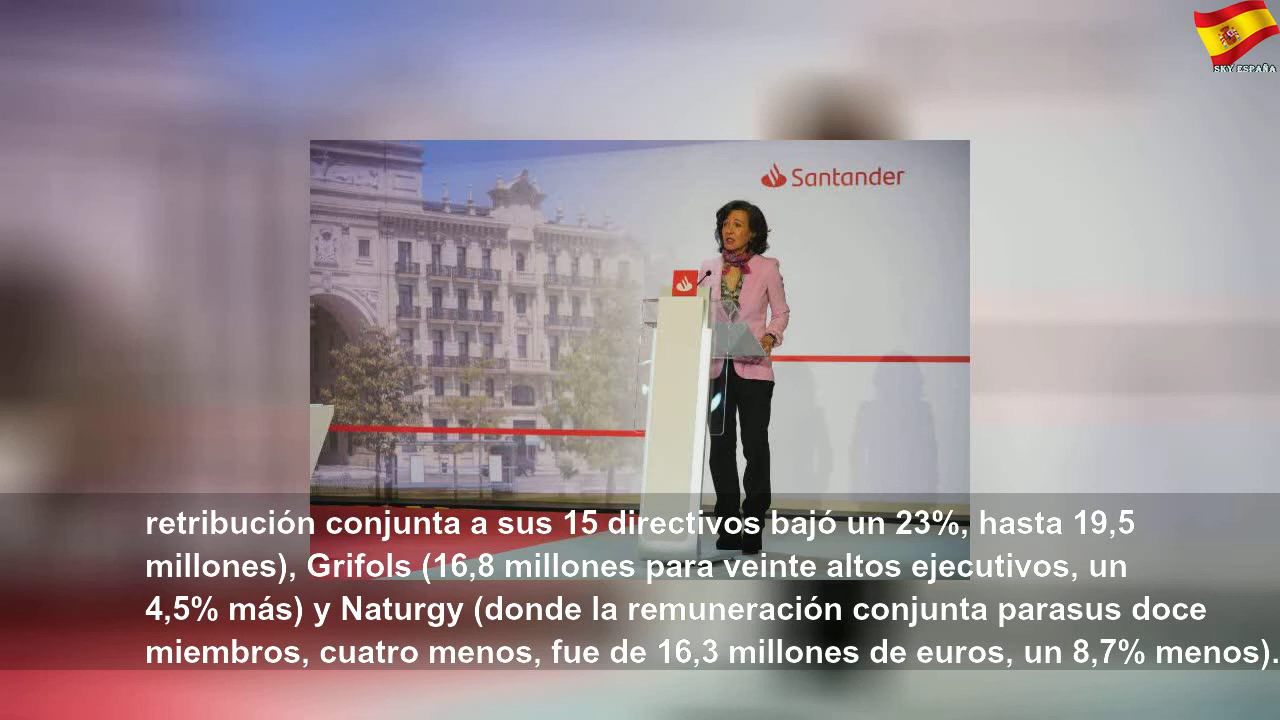 SKY ESPAÑA
Santander
retribución conjunta a sus 15 directivos bajó un 23%, hasta 19,5
millones), Grifols (16,8 millones para veinte altos ejecutivos, un
4,5% más) y Naturgy (donde la remuneración conjunta parasus doce
miembros, cuatro menos, fue de 16,3 millones de euros, un 8,7% menos).